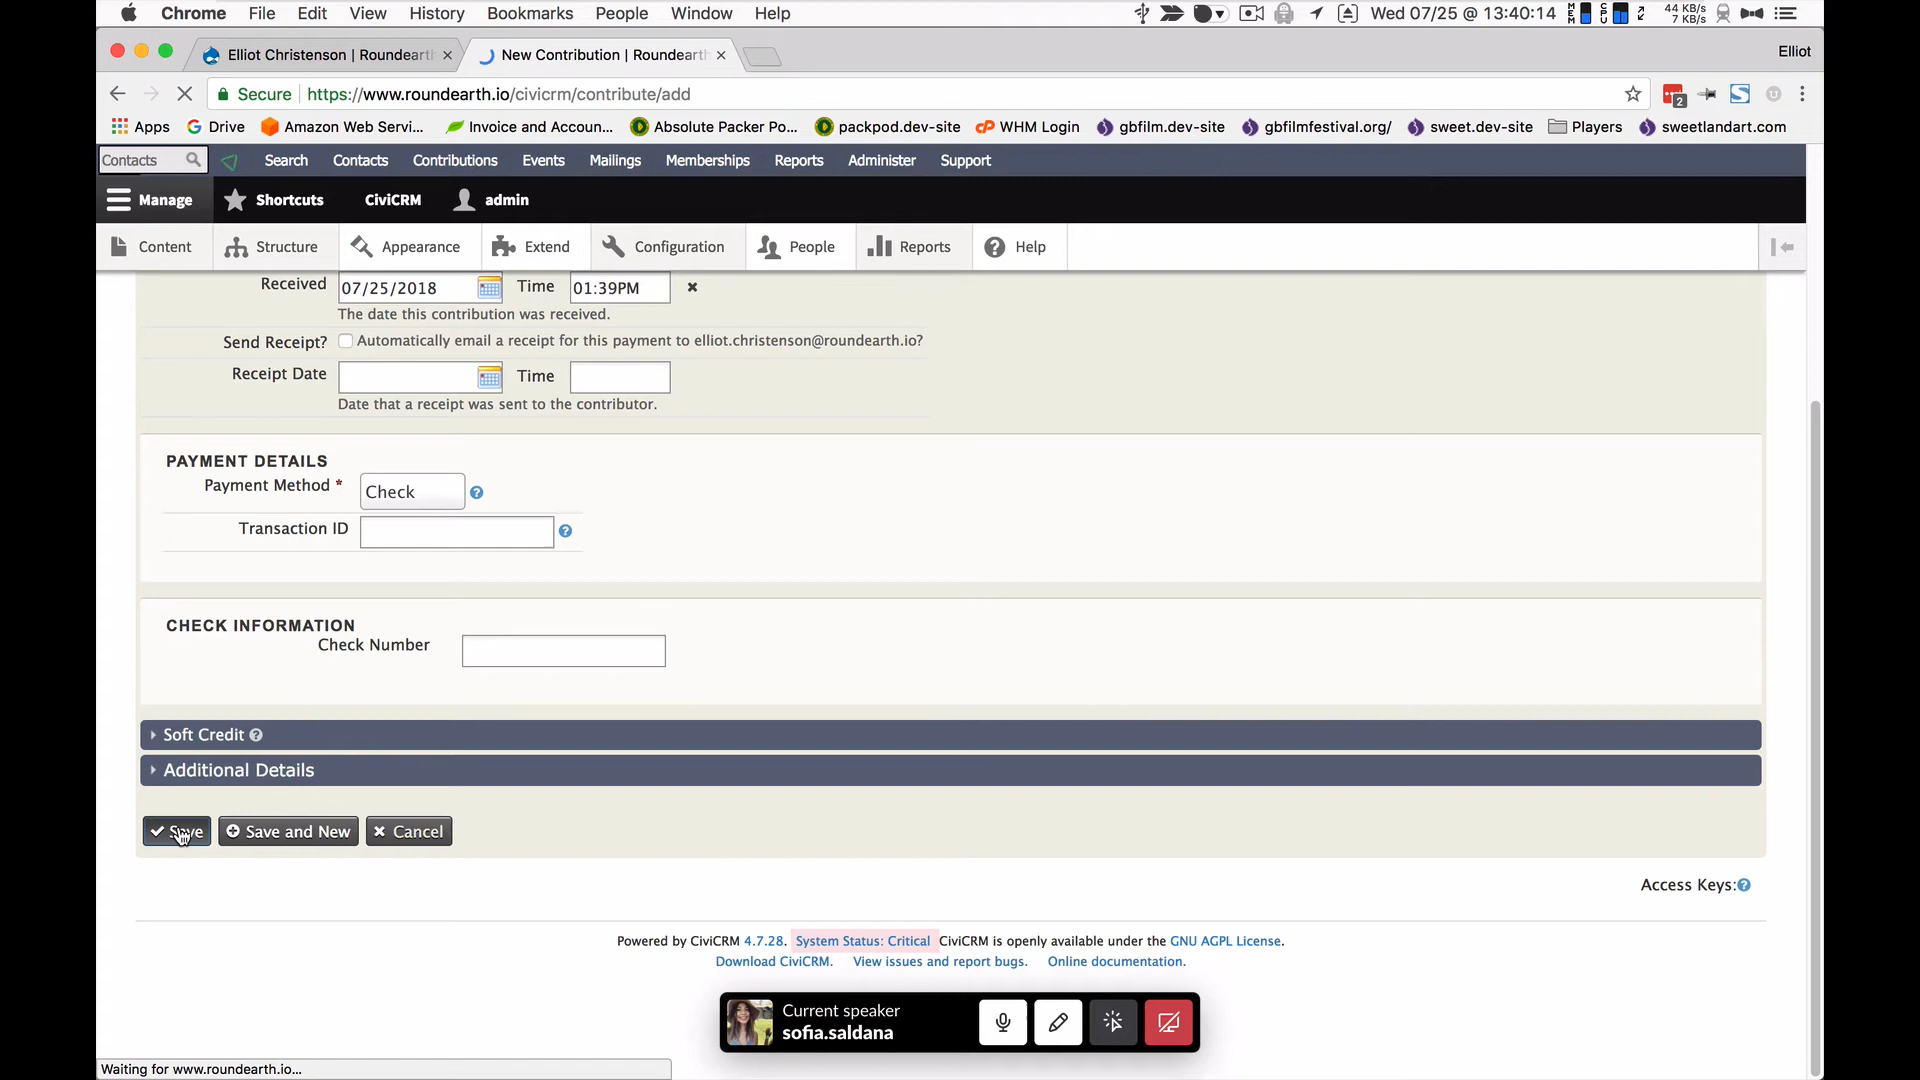 Chrome File Edit View History Bookmarks People Window Help Wed 07/25 @ 13:40:14 MEM CPU 44 KB/s 7 KB/s
Elliot Christenson | Roundearth New Contribution | Roundearth Elliot
Secure https://www.roundearth.io/civicrm/contribute/add 2
Apps Drive Amazon Web Servi... Invoice and Accoun... Absolute Packer Po... packpod.dev-site WHM Login gbfilm.dev-site gbfilmfestival.org/ sweet.dev-site Players sweetlandart.com
Contacts Search Contacts Contributions Events Mailings Memberships Reports Administer Support
Manage Shortcuts CiviCRM admin
Content Structure Appearance Extend Configuration People Reports Help
Received 07/25/2018 Time 01:39PM
The date this contribution was received.
Send Receipt? Automatically email a receipt for this payment to elliot.christenson@roundearth.io?
Receipt Date Time
Date that a receipt was sent to the contributor.
PAYMENT DETAILS
Payment Method * Check
Transaction ID
CHECK INFORMATION
Check Number
Soft Credit
Additional Details
Save Save and New Cancel
Access Keys:
Powered by CiviCRM 4.7.28. System Status: Critical CiviCRM is openly available under the GNU AGPL License.
Download CiviCRM. View issues and report bugs. Online documentation.
Current speaker
sofia.saldana
Waiting for www.roundearth.io...